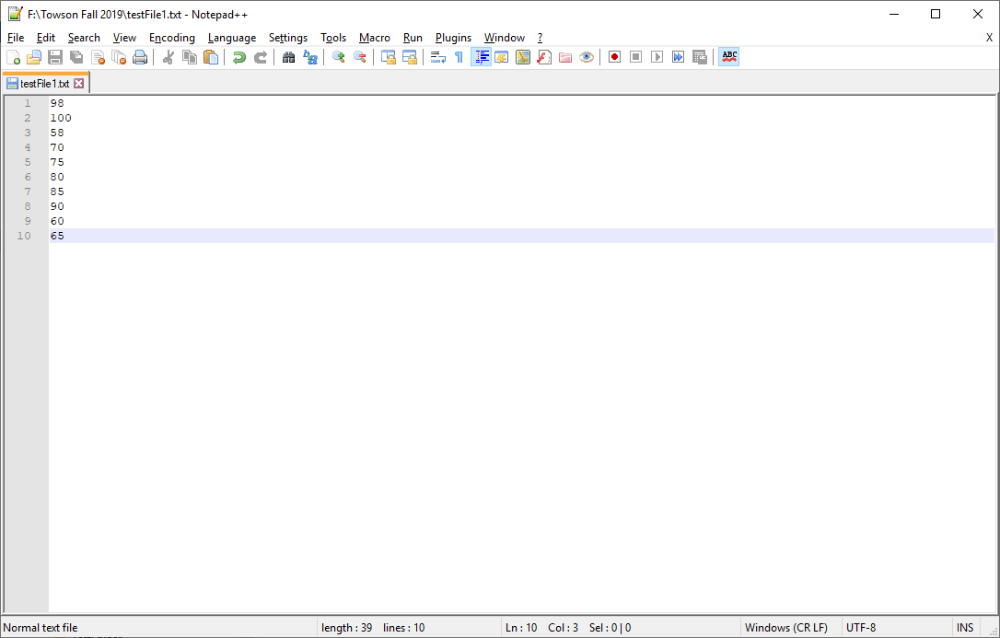 F:\Towson Fall 2019\testFile1.txt - Notepad++
File Edit Search View Encoding Language Settings Tools Macro Run Plugins Window ? X
ABC
testFile1.txt
1 98
2 100
3 58
4 70
5 75
6 80
7 85
8 90
9 60
10 65
Normal text file length : 39 lines : 10 Ln : 10 Col : 3 Sel : 0 | 0 Windows (CR LF) UTF-8 INS